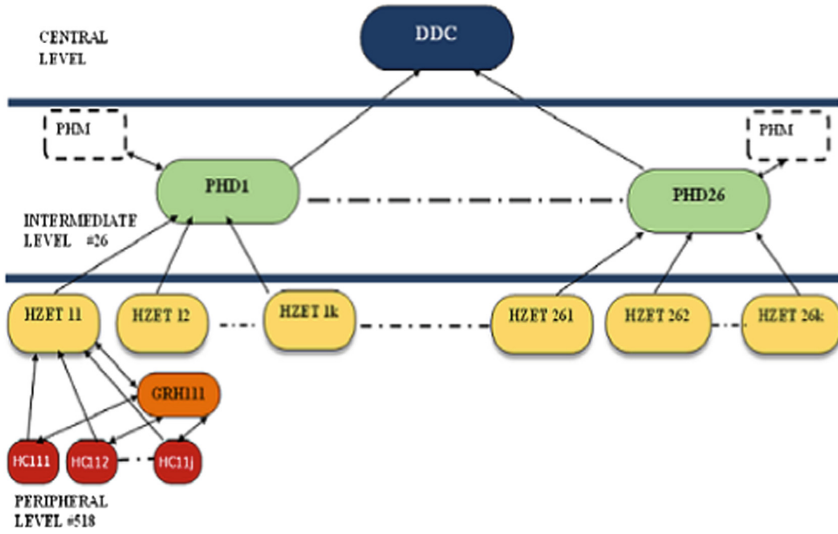 CENTRAL
LEVEL
DDC
PHM
PHM
PHD1
PHD26
INTERMEDIATE
LEVEL #26
HZET 11
HZET 12
HZET 1k
HZET 261
HZET 262
HZET 26k
GRH111
HC111
HC112
HC11j
PERIPHERAL
LEVEL #518